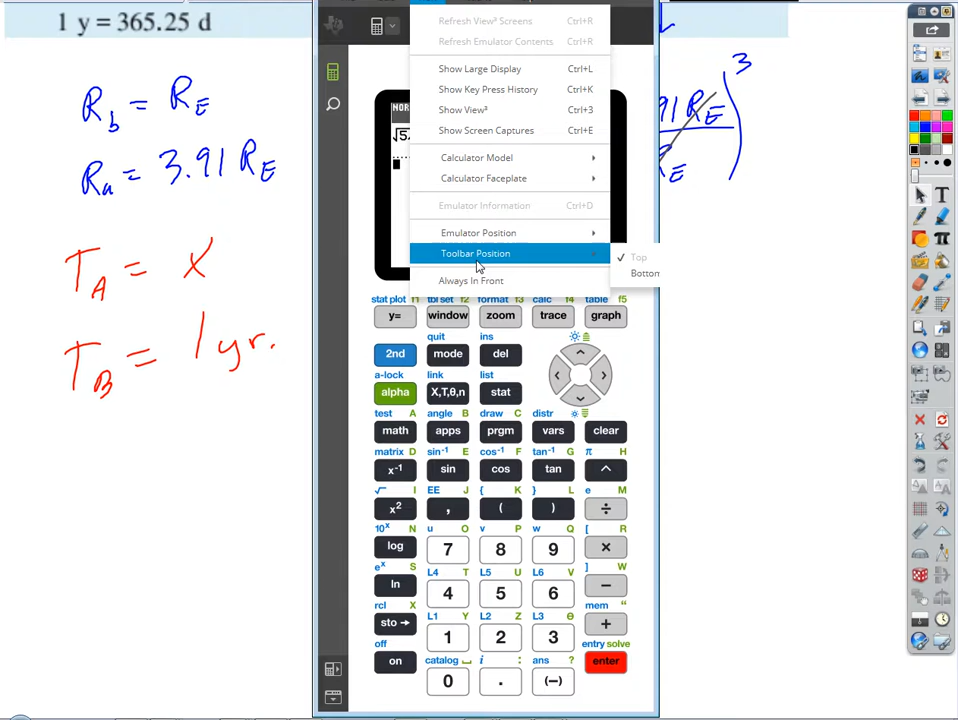 1 y = 365.25 d
R_b = R_E
R_a = 3.91 R_E
T_A = x
T_B = 1 yr.
Refresh View³ Screens Ctrl+R
Refresh Emulator Contents Ctrl+R
Show Large Display Ctrl+L
Show Key Press History Ctrl+K
Show View³ Ctrl+3
Show Screen Captures Ctrl+E
Calculator Model
Calculator Faceplate
Emulator Information Ctrl+D
Emulator Position
Toolbar Position
Always In Front
✓ Top
Bottom
91 R_E
3
stat plot f1 tbl set f2 format f3 calc f4 table f5
y= window zoom trace graph
quit ins
2nd mode del
a-lock link list
alpha X,T,θ,n stat
test A angle B draw C distr
math apps prgm vars clear
matrix D sin⁻¹ E cos⁻¹ F tan⁻¹ G π H
x⁻¹ sin cos tan ^
√ I EE J { K } L e M
x² , ( ) ÷
10ˣ N u O v P w Q [ R
log 7 8 9 ×
eˣ S L4 T L5 U L6 V ] W
ln 4 5 6 −
rcl X L1 Y L2 Z L3 θ mem “
sto→ 1 2 3 +
off catalog i : ans ? entry solve
on 0 . (−) enter